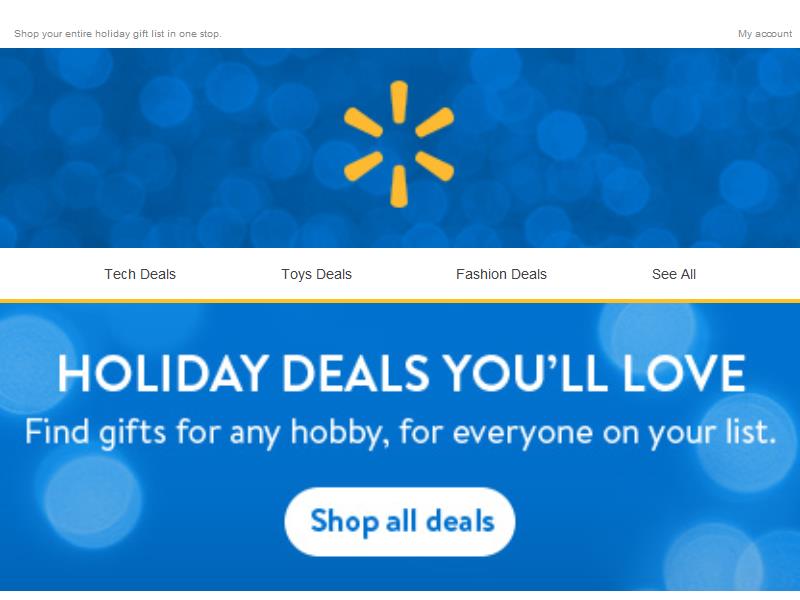 Shop your entire holiday gift list in one stop.
My account
Tech Deals
Toys Deals
Fashion Deals
See All
HOLIDAY DEALS YOU’LL LOVE
Find gifts for any hobby, for everyone on your list.
Shop all deals